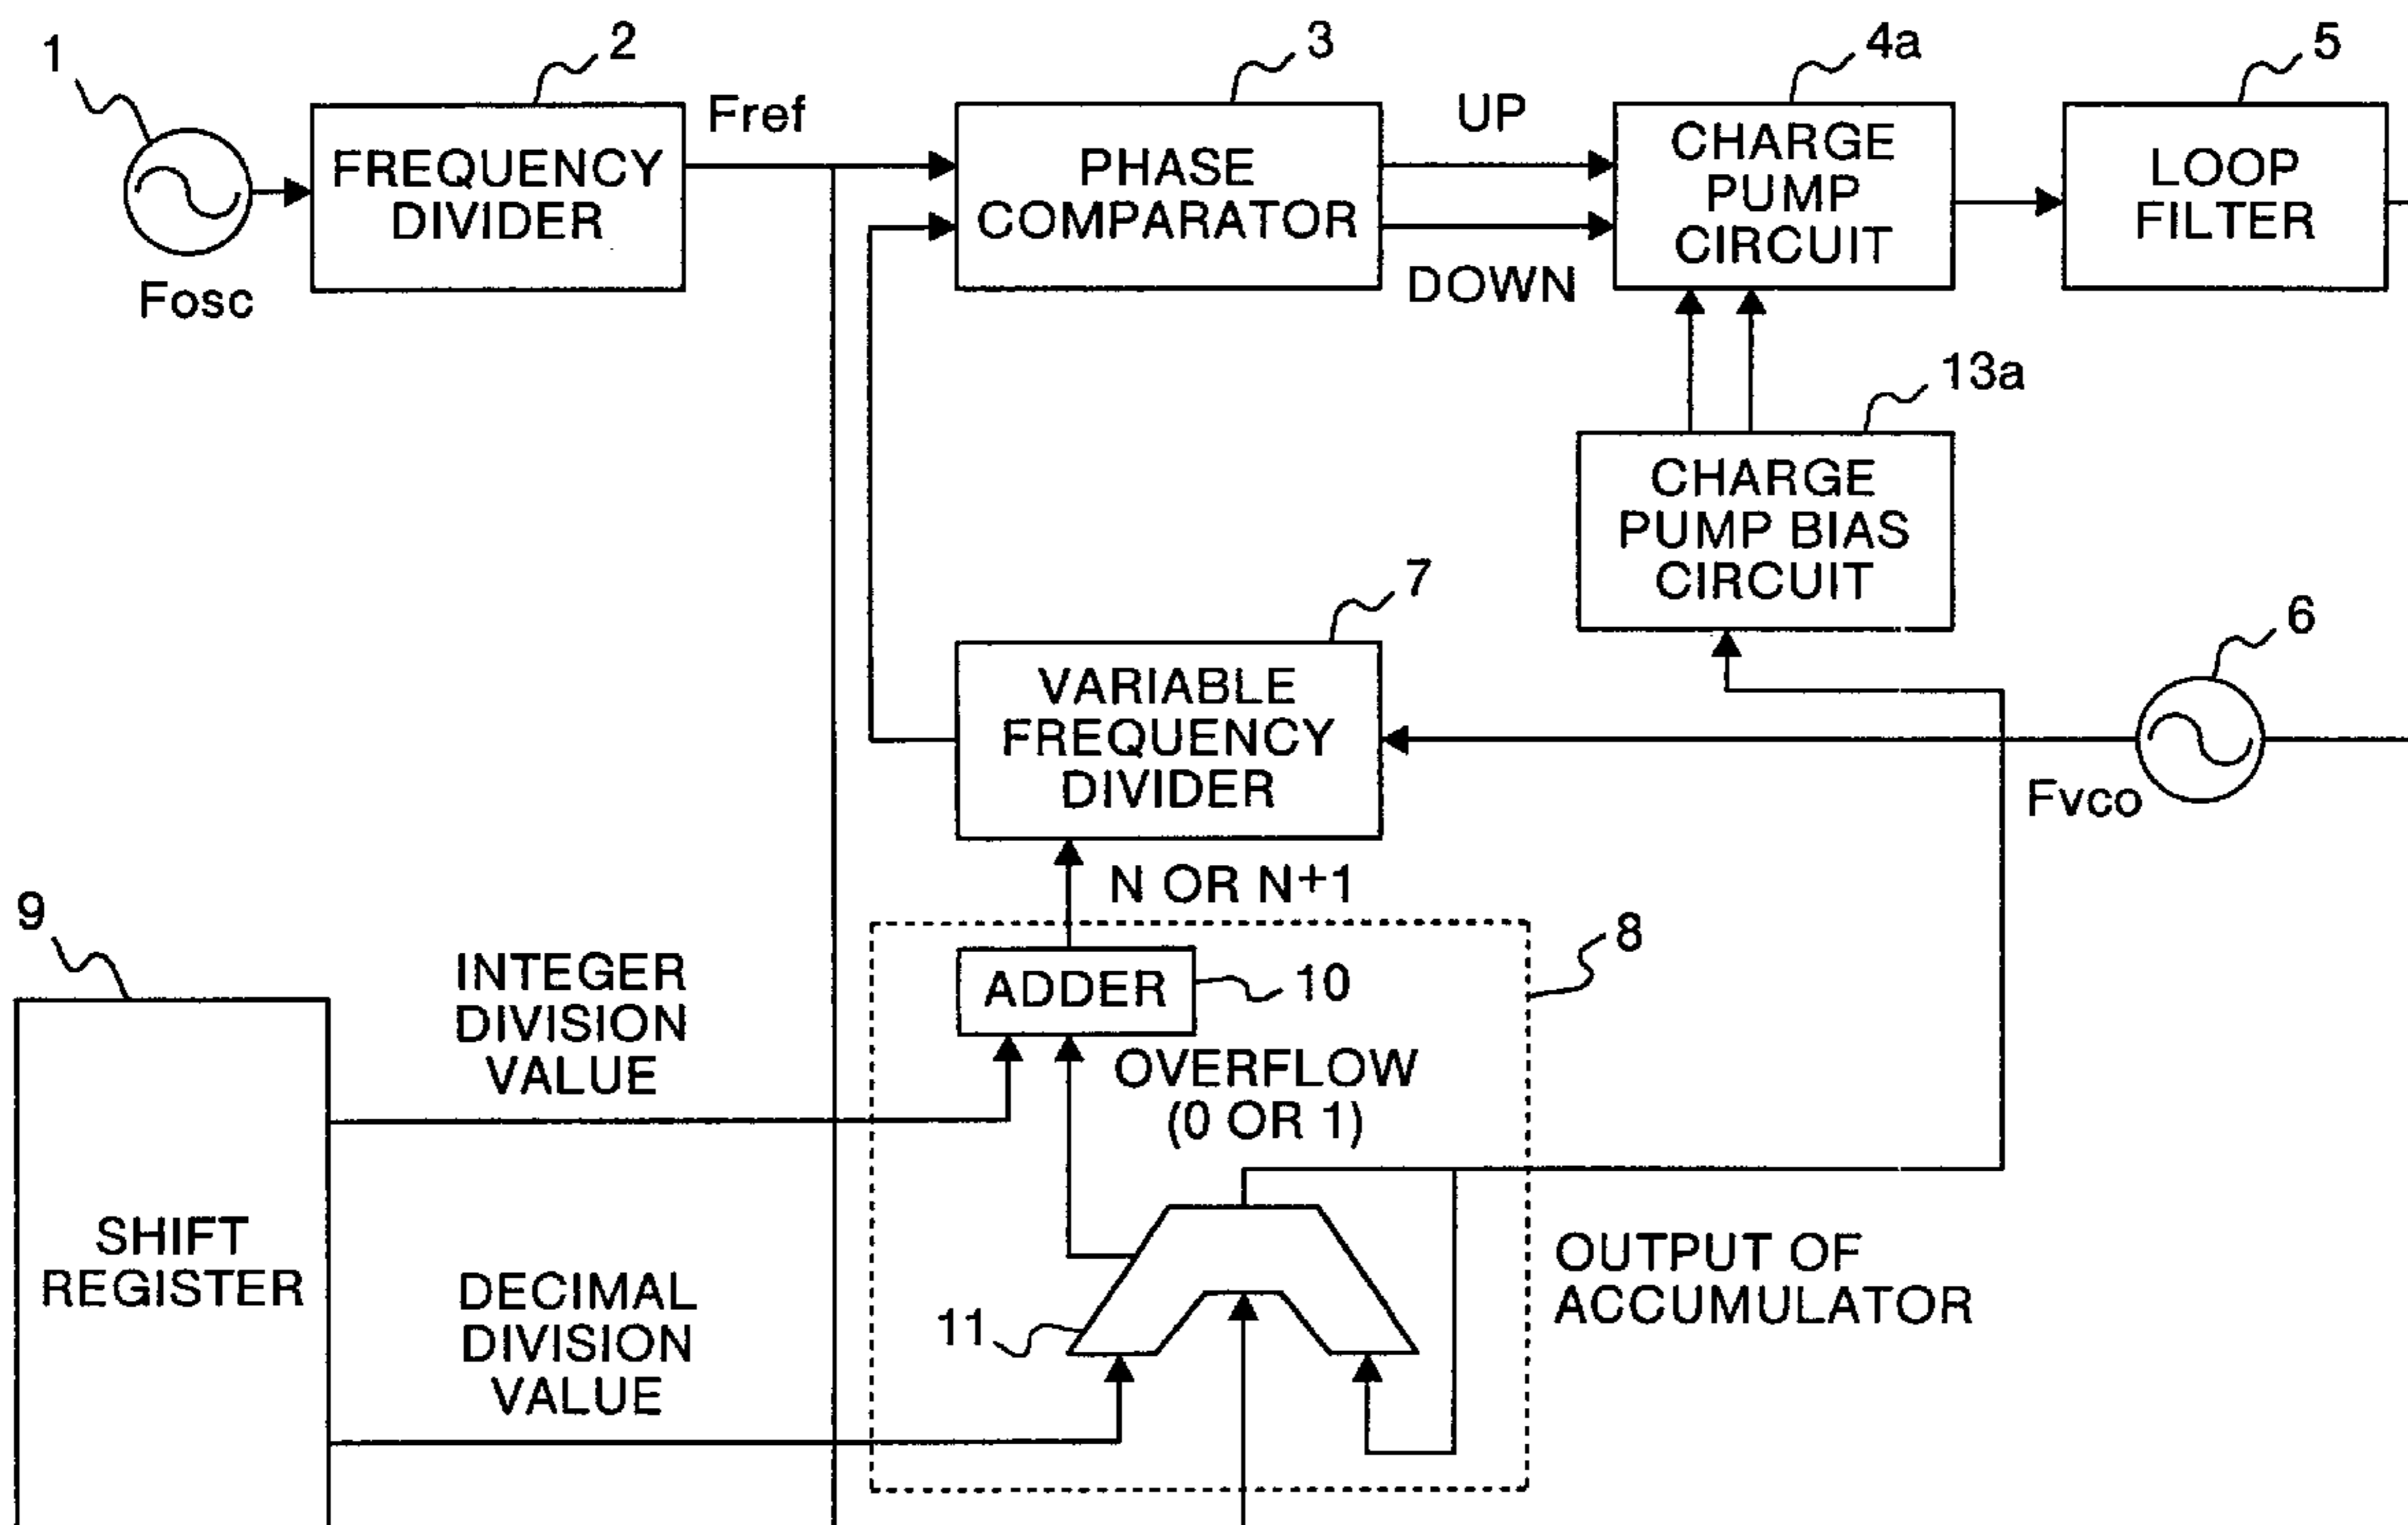 1
2
3
4a
5
Fref
UP
FREQUENCY
DIVIDER
PHASE
COMPARATOR
CHARGE
PUMP
CIRCUIT
LOOP
FILTER
Fosc
DOWN
13a
CHARGE
PUMP BIAS
CIRCUIT
7
6
VARIABLE
FREQUENCY
DIVIDER
Fvco
N OR N+1
9
8
INTEGER
DIVISION
VALUE
ADDER
10
OVERFLOW
(0 OR 1)
SHIFT
REGISTER
OUTPUT OF
ACCUMULATOR
DECIMAL
DIVISION
VALUE
11